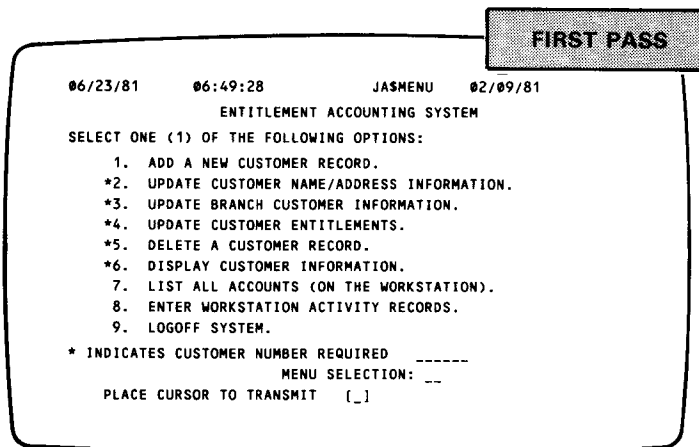 FIRST PASS
06/23/81 06:49:28 JA$MENU 02/09/81
ENTITLEMENT ACCOUNTING SYSTEM
SELECT ONE (1) OF THE FOLLOWING OPTIONS:
1. ADD A NEW CUSTOMER RECORD.
*2. UPDATE CUSTOMER NAME/ADDRESS INFORMATION.
*3. UPDATE BRANCH CUSTOMER INFORMATION.
*4. UPDATE CUSTOMER ENTITLEMENTS.
*5. DELETE A CUSTOMER RECORD.
*6. DISPLAY CUSTOMER INFORMATION.
7. LIST ALL ACCOUNTS (ON THE WORKSTATION).
8. ENTER WORKSTATION ACTIVITY RECORDS.
9. LOGOFF SYSTEM.
* INDICATES CUSTOMER NUMBER REQUIRED ______
MENU SELECTION: __
PLACE CURSOR TO TRANSMIT [_]